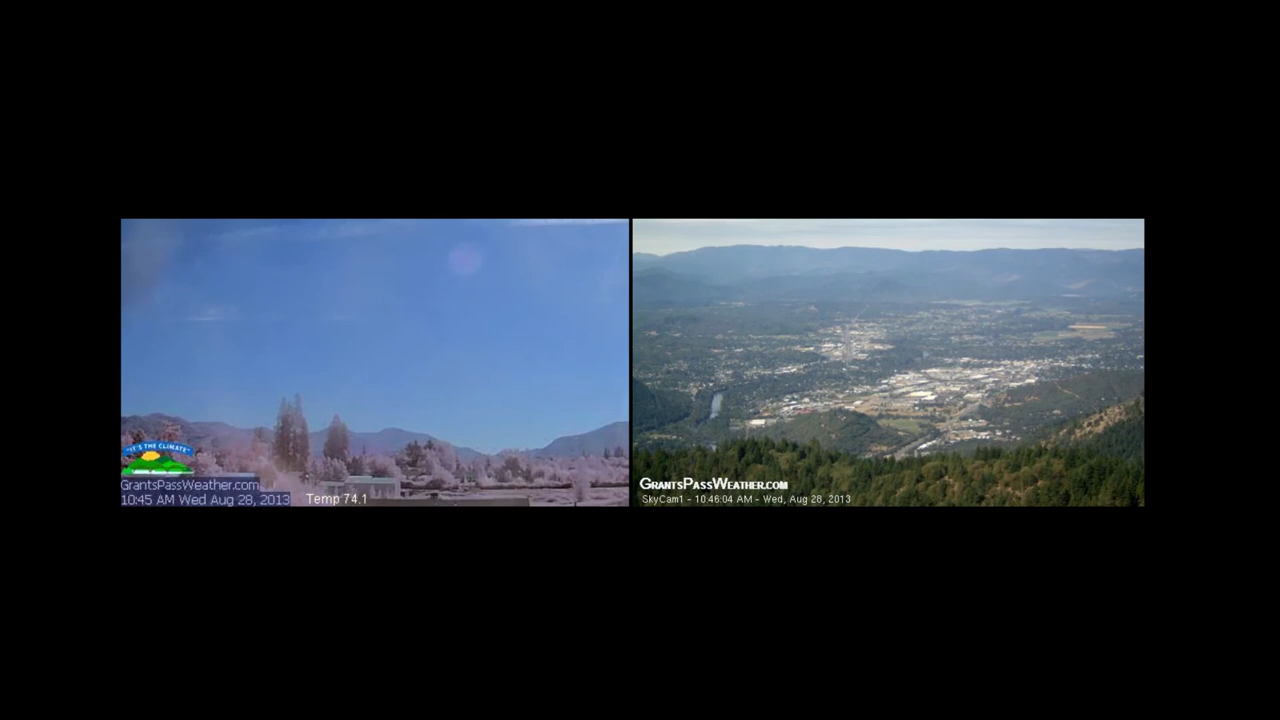 "IT'S THE CLIMATE"
GrantsPassWeather.com
10:45 AM Wed Aug 28, 2013
Temp 74.1
GRANTSPASSWEATHER.COM
SkyCam1 - 10:46:04 AM - Wed, Aug 28, 2013